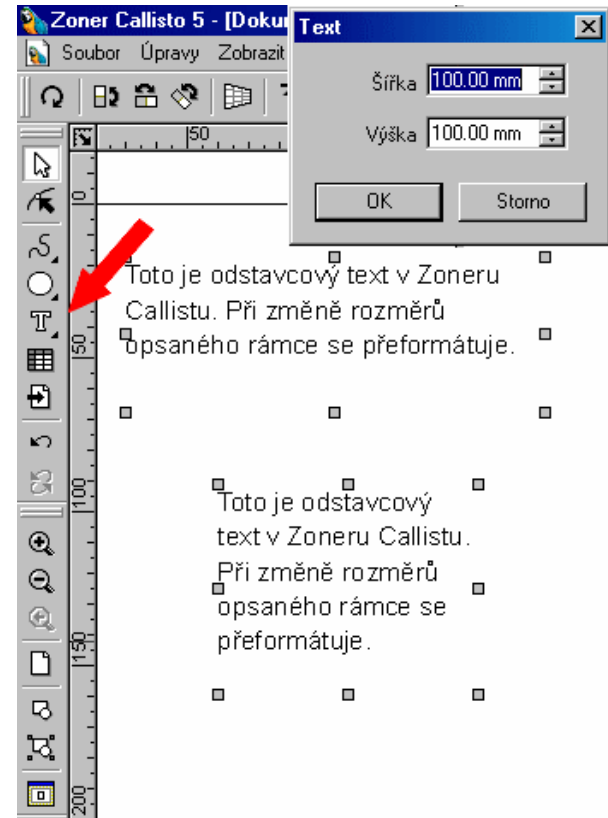 Zoner Callisto 5 - [Doku
Soubor Úpravy Zobrazit
Text
Šířka 100.00 mm
Výška 100.00 mm
OK Storno
50
0
50
100
150
200
Toto je odstavcový text v Zoneru
Callistu. Při změně rozměrů
opsaného rámce se přeformátuje.
Toto je odstavcový
text v Zoneru Callistu.
Při změně rozměrů
opsaného rámce se
přeformátuje.